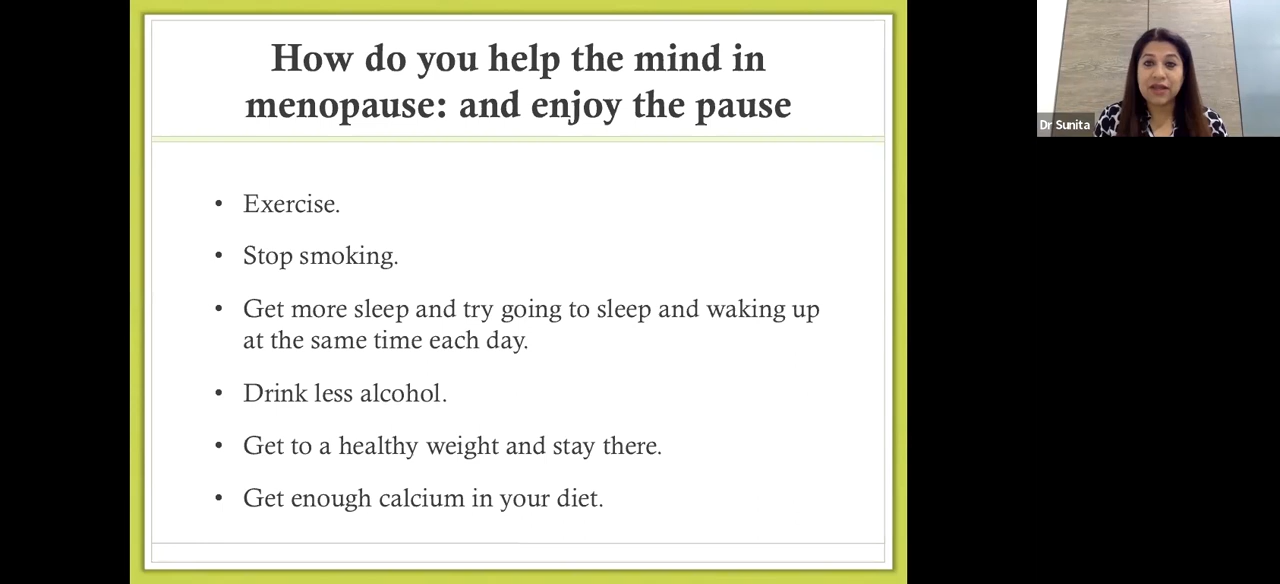 How do you help the mind in
menopause: and enjoy the pause
• Exercise.
• Stop smoking.
• Get more sleep and try going to sleep and waking up
at the same time each day.
• Drink less alcohol.
• Get to a healthy weight and stay there.
• Get enough calcium in your diet.
Dr Sunita